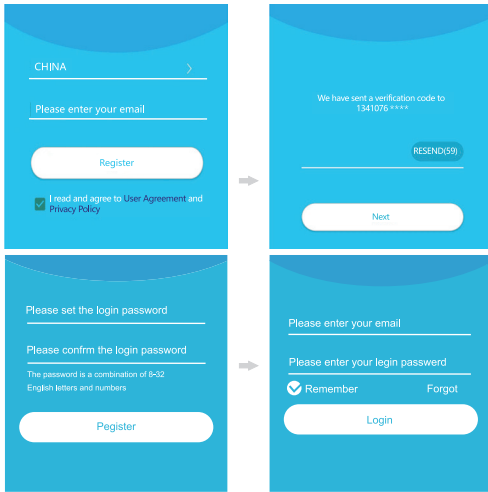 CHINA
Please enter your email
Register
I read and agree to User Agreement and
Privacy Policy
We have sent a verification code to
1341076 ****
RESEND(59)
Next
Please set the login password
Please confrm the login password
The password is a combination of 8-32
English letters and numbers
Pegister
Please enter your email
Please enter your legin passwerd
Remember
Forgot
Login